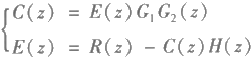 C(z) = E(z)G₁G₂(z)
E(z) = R(z) - C(z)H(z)